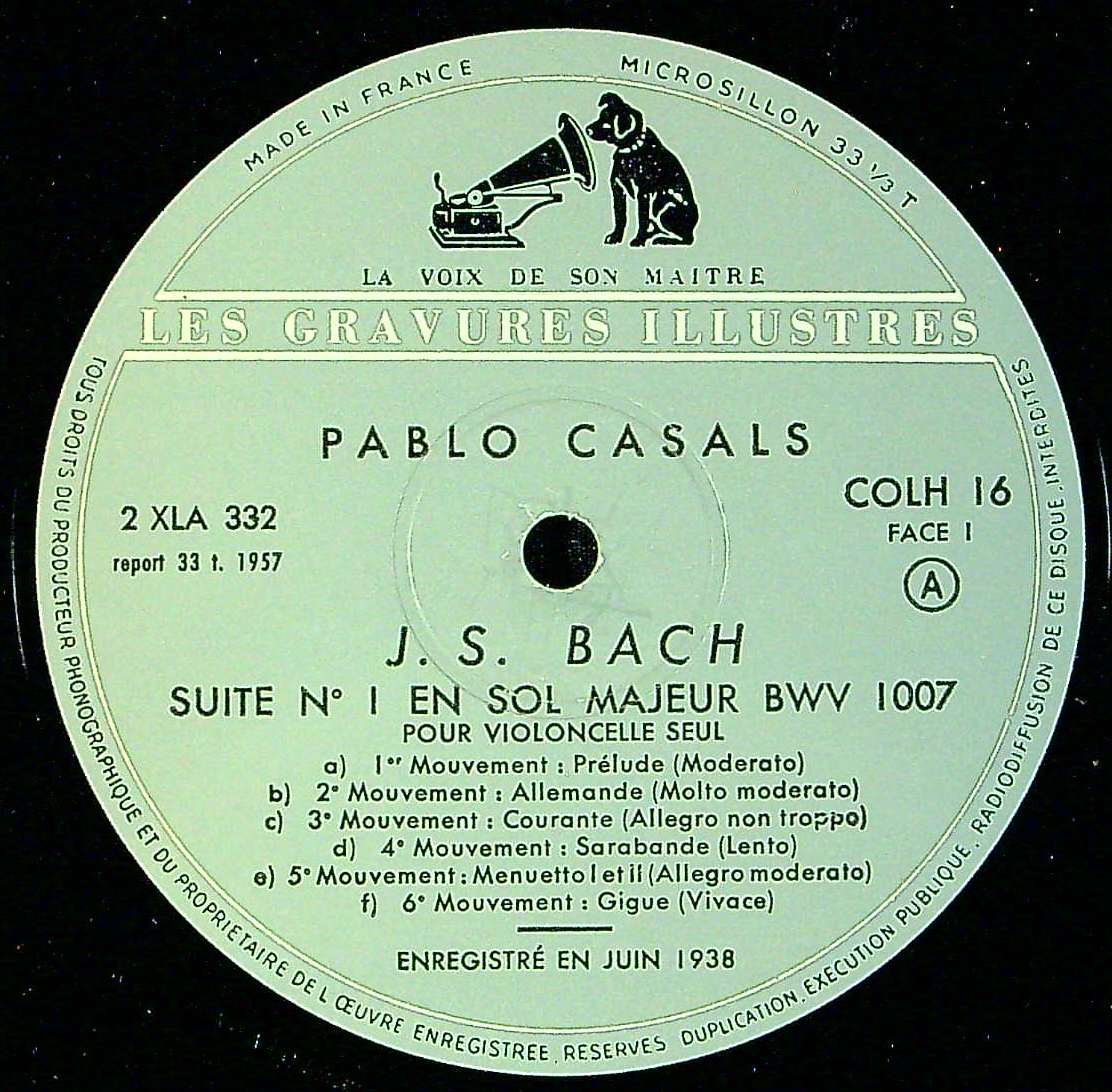 MADE IN FRANCE
MICROSILLON 33 1/3 T
LA VOIX DE SON MAITRE
LES GRAVURES ILLUSTRES
PABLO CASALS
2 XLA 332
report 33 t. 1957
COLH 16
FACE I
A
J. S. BACH
SUITE N° I EN SOL MAJEUR BWV 1007
POUR VIOLONCELLE SEUL
a) 1er Mouvement : Prélude (Moderato)
b) 2e Mouvement : Allemande (Molto moderato)
c) 3e Mouvement : Courante (Allegro non troppo)
d) 4e Mouvement : Sarabande (Lento)
e) 5e Mouvement : Menuetto I et ii (Allegro moderato)
f) 6e Mouvement : Gigue (Vivace)
ENREGISTRÉ EN JUIN 1938
TOUS DROITS DU PRODUCTEUR PHONOGRAPHIQUE ET DU PROPRIETAIRE DE L ŒUVRE ENREGISTREE, RESERVES DUPLICATION, EXECUTION PUBLIQUE, RADIODIFFUSION DE CE DISQUE, INTERDITES